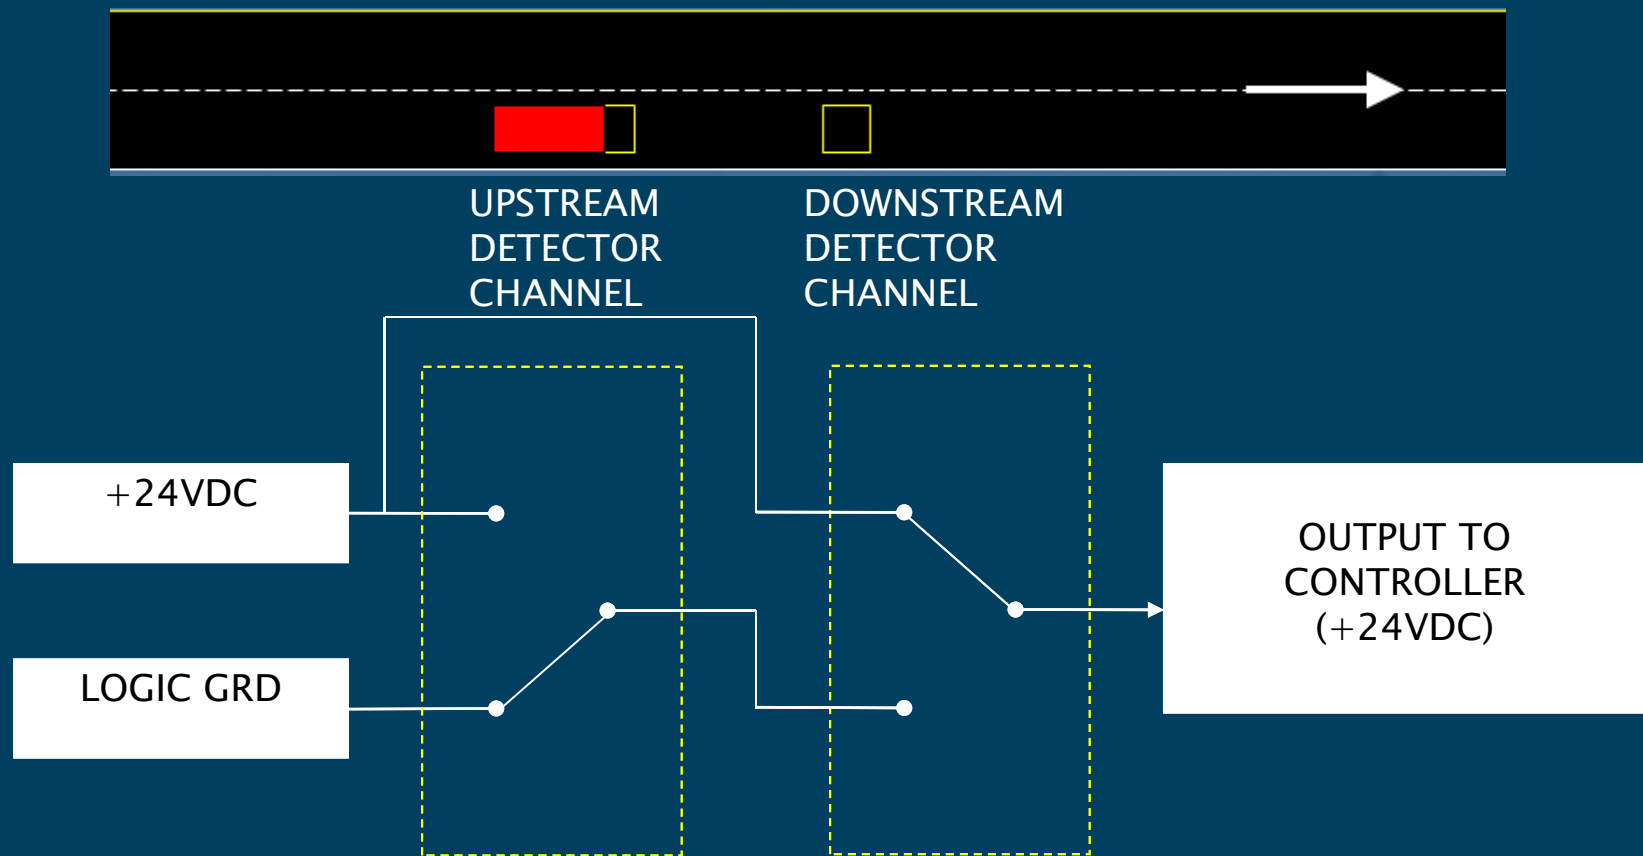 UPSTREAM
DETECTOR
CHANNEL
DOWNSTREAM
DETECTOR
CHANNEL
+24VDC
LOGIC GRD
OUTPUT TO
CONTROLLER
(+24VDC)